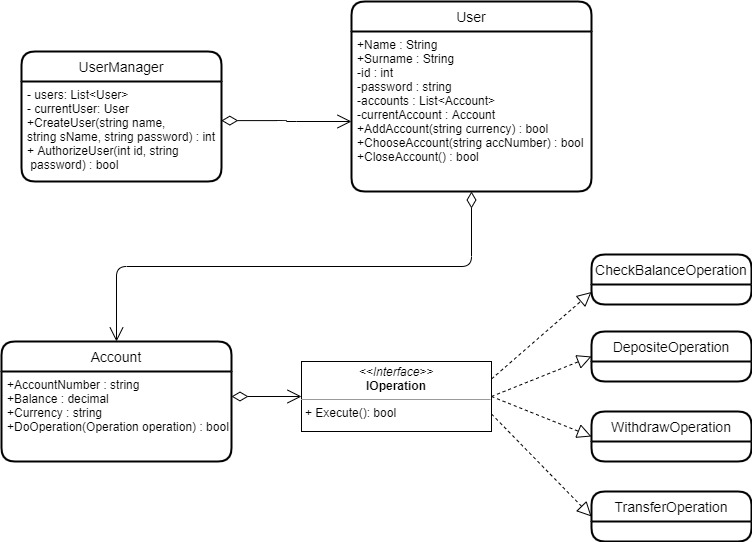 UserManager
- users: List<User>
- currentUser: User
+CreateUser(string name,
string sName, string password) : int
+ AuthorizeUser(int id, string
password) : bool
User
+Name : String
+Surname : String
-id : int
-password : string
-accounts : List<Account>
-currentAccount : Account
+AddAccount(string currency) : bool
+ChooseAccount(string accNumber) : bool
+CloseAccount() : bool
Account
+AccountNumber : string
+Balance : decimal
+Currency : string
+DoOperation(Operation operation) : bool
<<Interface>>
IOperation
+ Execute(): bool
CheckBalanceOperation
DepositeOperation
WithdrawOperation
TransferOperation